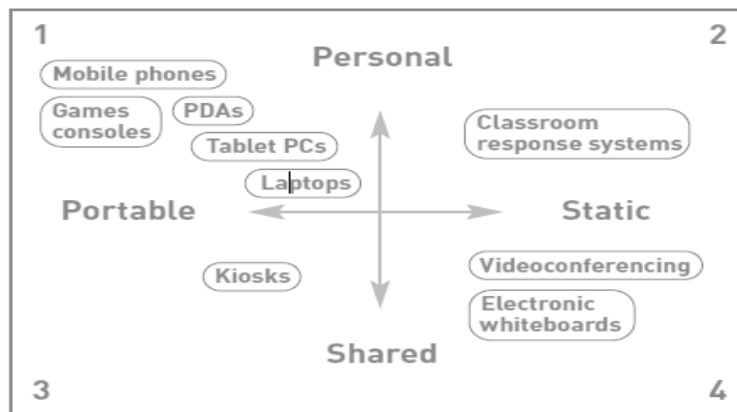 1
2
Personal
Mobile phones
Games
consoles
PDAs
Classroom
response systems
Tablet PCs
Laptops
Portable
Static
Kiosks
Videoconferencing
Electronic
whiteboards
Shared
3
4